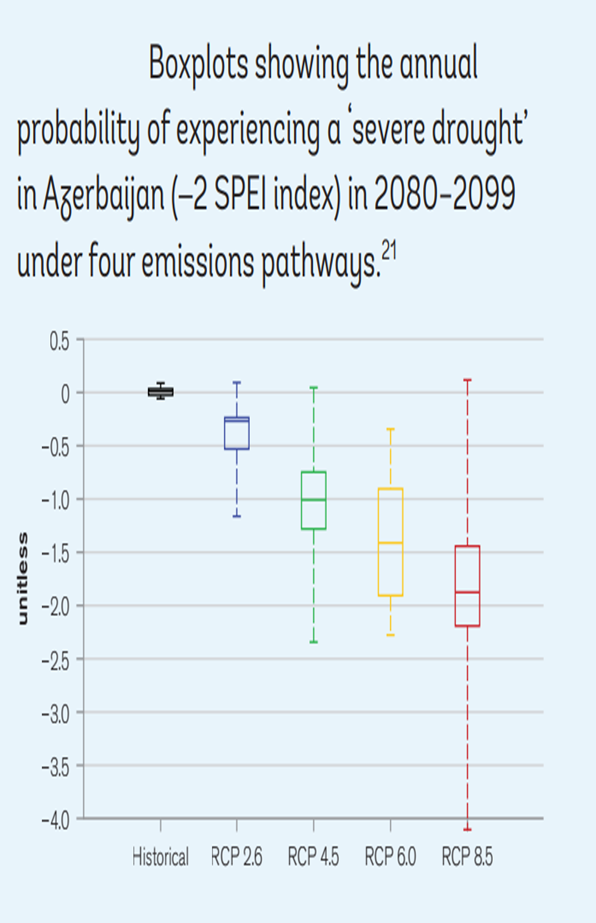 Boxplots showing the annual
probability of experiencing a ‘severe drought’
in Azerbaijan (–2 SPEI index) in 2080–2099
under four emissions pathways.21
0.5
0
–0.5
–1.0
–1.5
–2.0
–2.5
–3.0
–3.5
–4.0
unitless
Historical RCP 2.6 RCP 4.5 RCP 6.0 RCP 8.5